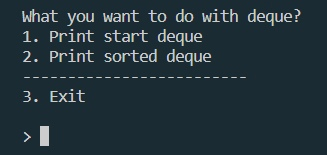 What you want to do with deque?
1. Print start deque
2. Print sorted deque
-------------------------
3. Exit
>